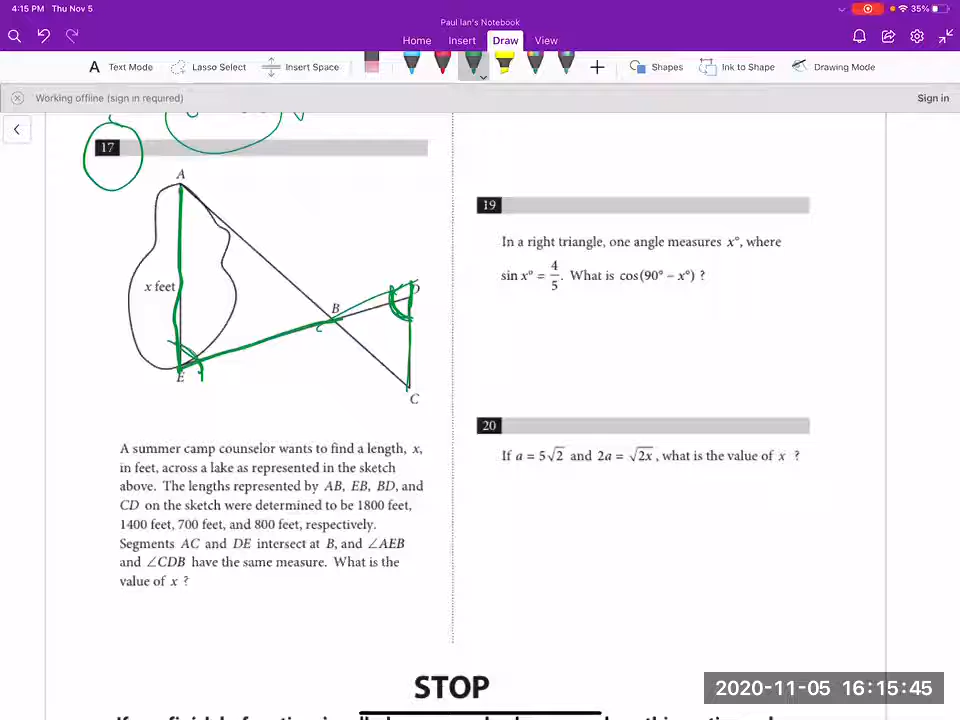 4:15 PM Thu Nov 5
35%
Paul Ian's Notebook
Home Insert Draw View
A Text Mode Lasso Select Insert Space Shapes Ink to Shape Drawing Mode
Working offline (sign in required) Sign in
17
A
x feet
B
E
C
A summer camp counselor wants to find a length, x,
in feet, across a lake as represented in the sketch
above. The lengths represented by AB, EB, BD, and
CD on the sketch were determined to be 1800 feet,
1400 feet, 700 feet, and 800 feet, respectively.
Segments AC and DE intersect at B, and ∠AEB
and ∠CDB have the same measure. What is the
value of x ?
19
In a right triangle, one angle measures x°, where
sin x° = 4/5. What is cos(90° − x°) ?
20
If a = 5√2 and 2a = √2x, what is the value of x ?
STOP
2020-11-05 16:15:45